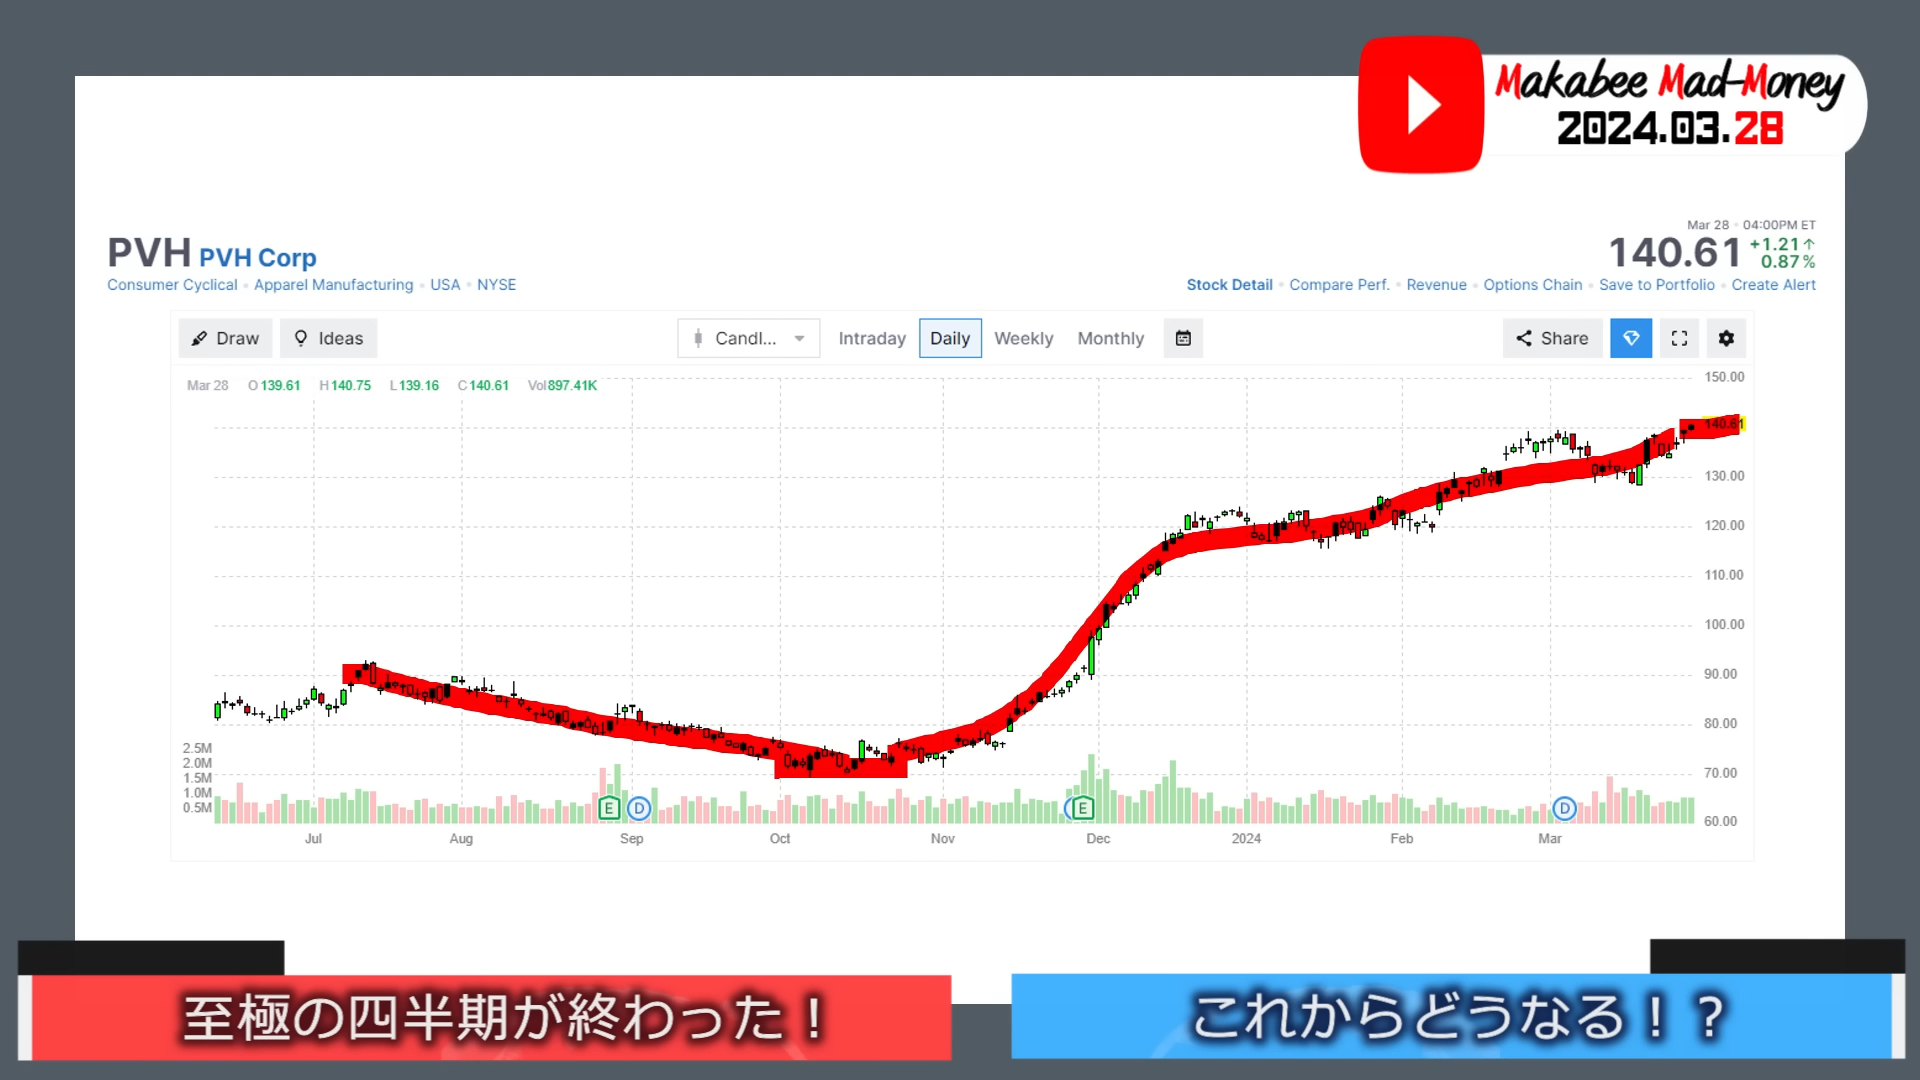 Makabee Mad-Money
2024.03.28
Mar 28 • 04:00PM ET
PVH PVH Corp
140.61 +1.21↑ 0.87%
Consumer Cyclical • Apparel Manufacturing • USA • NYSE
Stock Detail • Compare Perf. • Revenue • Options Chain • Save to Portfolio • Create Alert
Draw Ideas Candl... Intraday Daily Weekly Monthly Share
Mar 28 O 139.61 H 140.75 L 139.16 C 140.61 Vol 897.41K
150.00
140.61
130.00
120.00
110.00
100.00
90.00
80.00
70.00
60.00
2.5M
2.0M
1.5M
1.0M
0.5M
E D E D
Jul Aug Sep Oct Nov Dec 2024 Feb Mar
至極の四半期が終わった！
これからどうなる！？